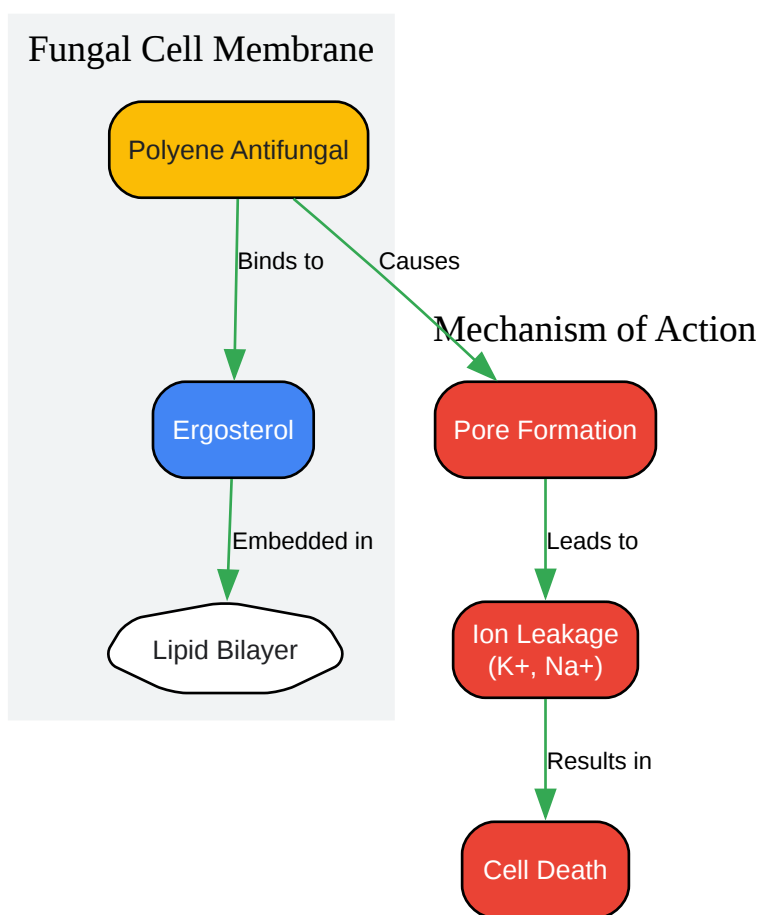 Fungal Cell Membrane
Polyene Antifungal
Binds to
Causes
Mechanism of Action
Ergosterol
Pore Formation
Embedded in
Leads to
Lipid Bilayer
Ion Leakage
(K+, Na+)
Results in
Cell Death